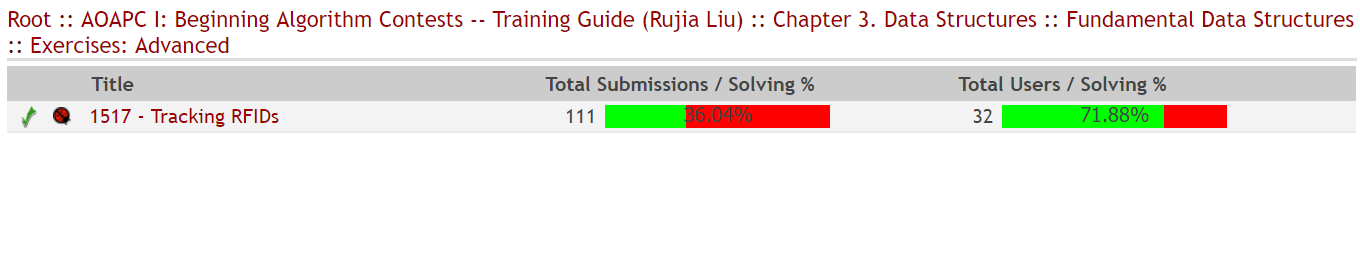 Root :: AOAPC I: Beginning Algorithm Contests -- Training Guide (Rujia Liu) :: Chapter 3. Data Structures :: Fundamental Data Structures
:: Exercises: Advanced
Title Total Submissions / Solving % Total Users / Solving %
1517 - Tracking RFIDs 111 36.04% 32 71.88%